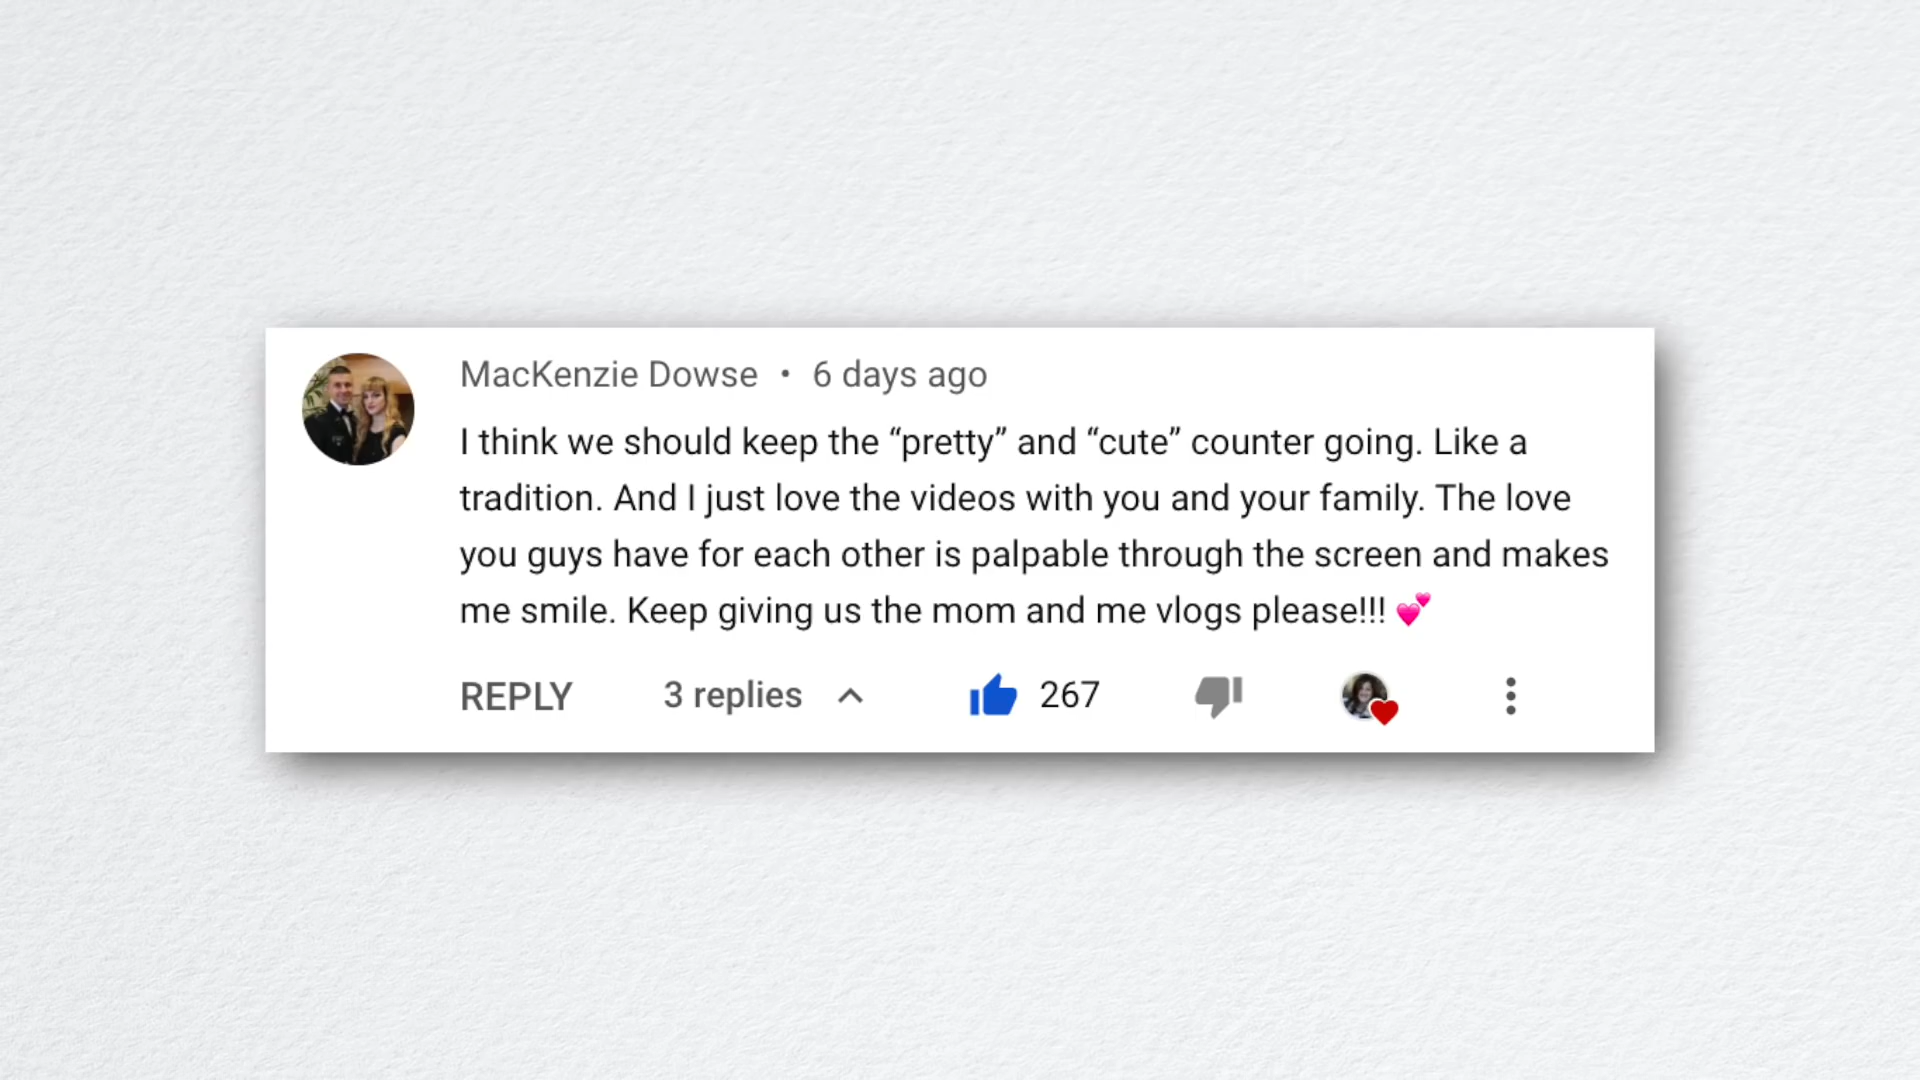 MacKenzie Dowse • 6 days ago
I think we should keep the “pretty” and “cute” counter going. Like a
tradition. And I just love the videos with you and your family. The love
you guys have for each other is palpable through the screen and makes
me smile. Keep giving us the mom and me vlogs please!!! 💕
REPLY 3 replies 267